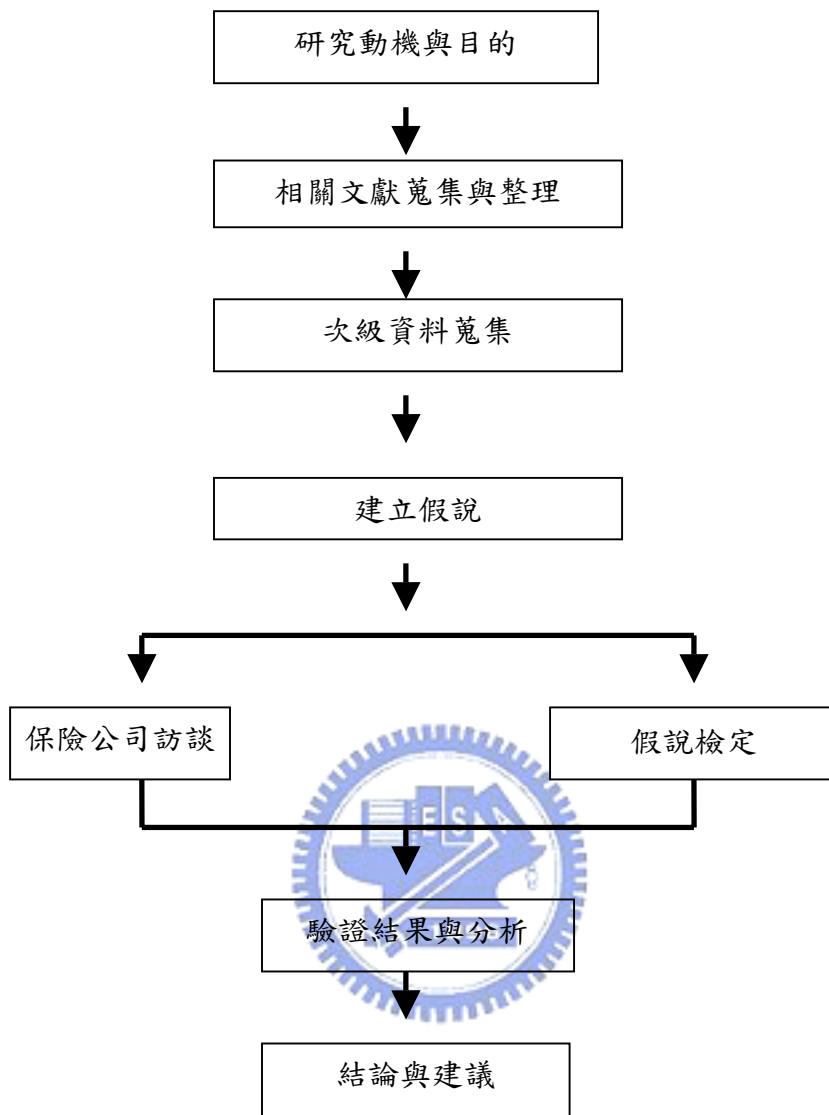 研究動機與目的
相關文獻蒐集與整理
次級資料蒐集
建立假說
保險公司訪談
假說檢定
E S A
驗證結果與分析
結論與建議